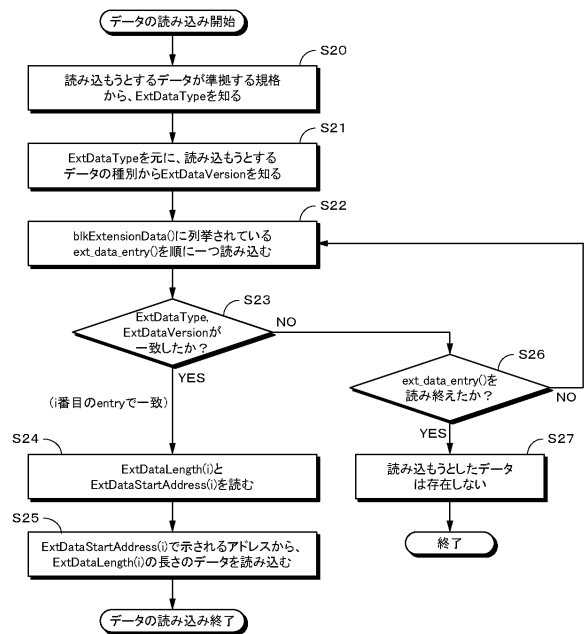 データの読み込み開始
S20
読み込もうとするデータが準拠する規格
から、ExtDataTypeを知る
S21
ExtDataTypeを元に、読み込もうとする
データの種別からExtDataVersionを知る
S22
blkExtensionData()に列挙されている
ext_data_entry()を順に一つ読み込む
S23
ExtDataType,
ExtDataVersionが
一致したか？
NO
YES
(i番目のentryで一致)
S26
ext_data_entry()を
読み終えたか？
NO
YES
S24
ExtDataLength(i)と
ExtDataStartAddress(i)を読む
S27
読み込もうとしたデータ
は存在しない
S25
ExtDataStartAddress(i)で示されるアドレスから、
ExtDataLength(i)の長さのデータを読み込む
終了
データの読み込み終了